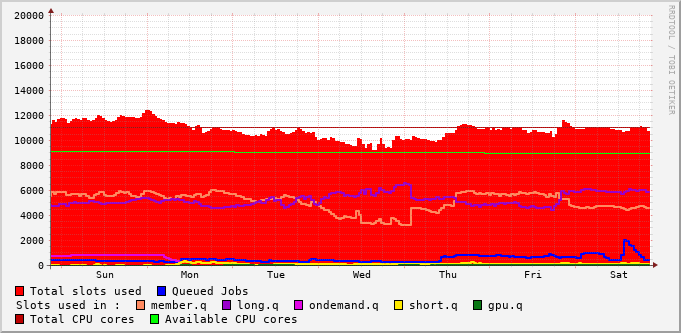 20000
18000
16000
14000
12000
10000
8000
6000
4000
2000
0
Sun Mon Tue Wed Thu Fri Sat
RRDTOOL / TOBI OETIKER
Total slots used Queued Jobs
Slots used in : member.q long.q ondemand.q short.q gpu.q
Total CPU cores Available CPU cores